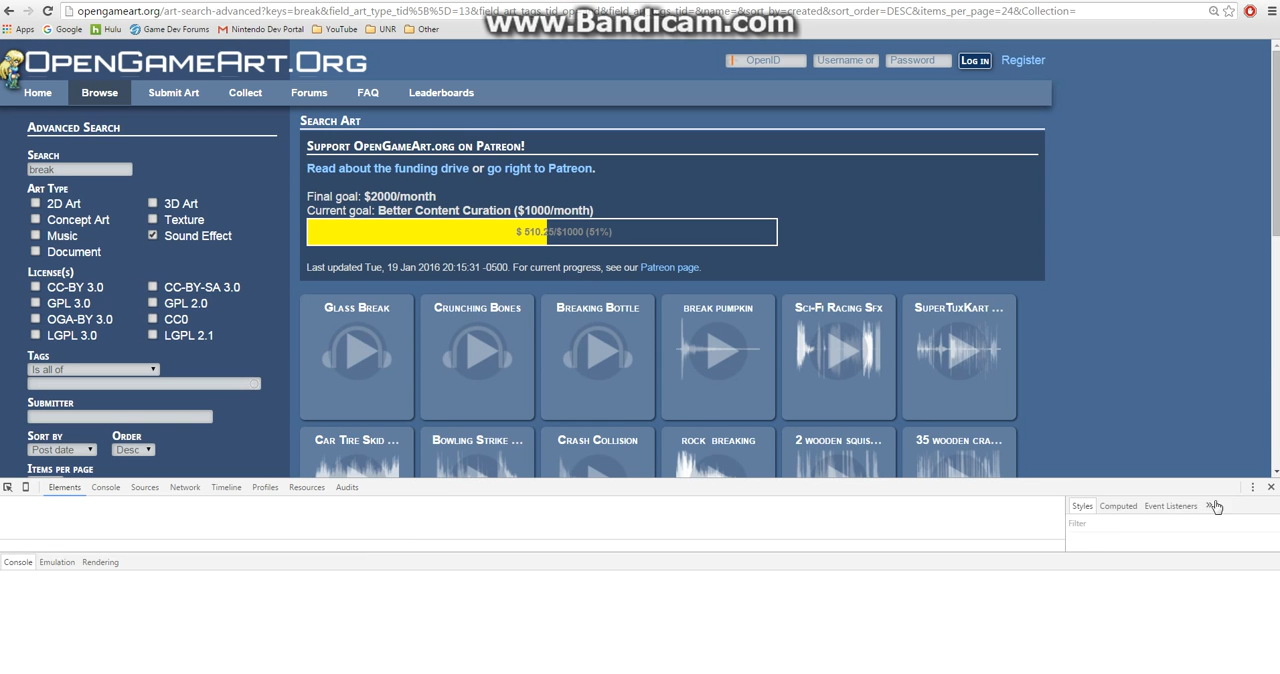 opengameart.org/art-search-advanced?keys=break&field_art_type_tid%5B%5D=13&field_art_tags_tid_op=or&field_art_tags_tid=&name=&sort_by=created&sort_order=DESC&items_per_page=24&Collection=
www.Bandicam.com
Apps Google Hulu Game Dev Forums Nintendo Dev Portal YouTube UNR Other
OpenGameArt.Org
OpenID Username or Password Log in Register
Home Browse Submit Art Collect Forums FAQ Leaderboards
Advanced Search
Search
break
Art Type
2D Art 3D Art
Concept Art Texture
Music Sound Effect
Document
License(s)
CC-BY 3.0 CC-BY-SA 3.0
GPL 3.0 GPL 2.0
OGA-BY 3.0 CC0
LGPL 3.0 LGPL 2.1
Tags
Is all of
Submitter
Sort by Order
Post date Desc
Items per page
Search Art
Support OpenGameArt.org on Patreon!
Read about the funding drive or go right to Patreon.
Final goal: $2000/month
Current goal: Better Content Curation ($1000/month)
$ 510.25/$1000 (51%)
Last updated Tue, 19 Jan 2016 20:15:31 -0500. For current progress, see our Patreon page.
Glass Break Crunching Bones Breaking Bottle break pumpkin Sci-Fi Racing Sfx SuperTuxKart ...
Car Tire Skid ... Bowling Strike ... Crash Collision rock breaking 2 wooden squis... 35 wooden cra...
Elements Console Sources Network Timeline Profiles Resources Audits
Styles Computed Event Listeners »
Filter
Console Emulation Rendering